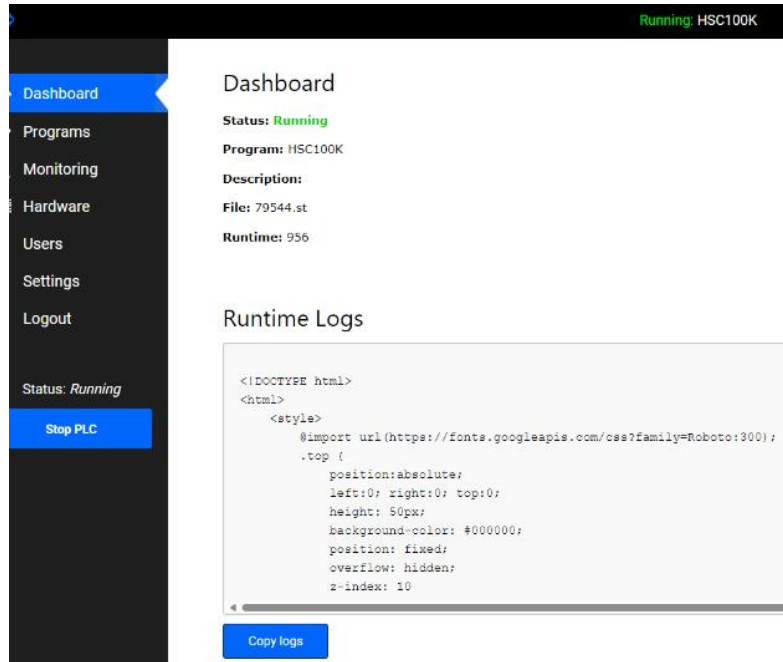 Running: HSC100K
Dashboard
Programs
Monitoring
Hardware
Users
Settings
Logout
Status: Running
Stop PLC
Dashboard
Status: Running
Program: HSC100K
Description:
File: 79544.st
Runtime: 956
Runtime Logs
<!DOCTYPE html>
<html>
<style>
@import url(https://fonts.googleapis.com/css?family=Roboto:300);
.top {
position:absolute;
left:0; right:0; top:0;
height: 50px;
background-color: #000000;
position: fixed;
overflow: hidden;
z-index: 10
Copy logs